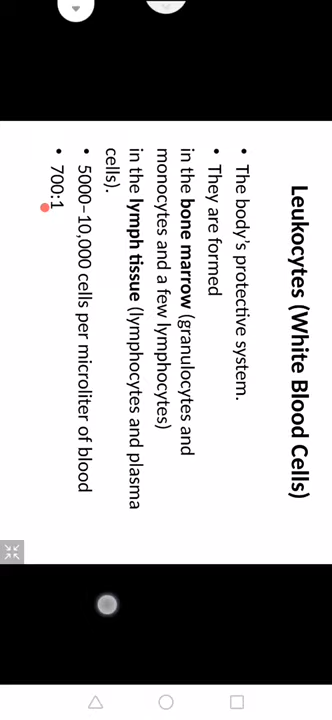 Leukocytes (White Blood Cells)
• The body's protective system.
• They are formed
in the bone marrow (granulocytes and
monocytes and a few lymphocytes)
in the lymph tissue (lymphocytes and plasma
cells).
• 5000–10,000 cells per microliter of blood
• 700:1